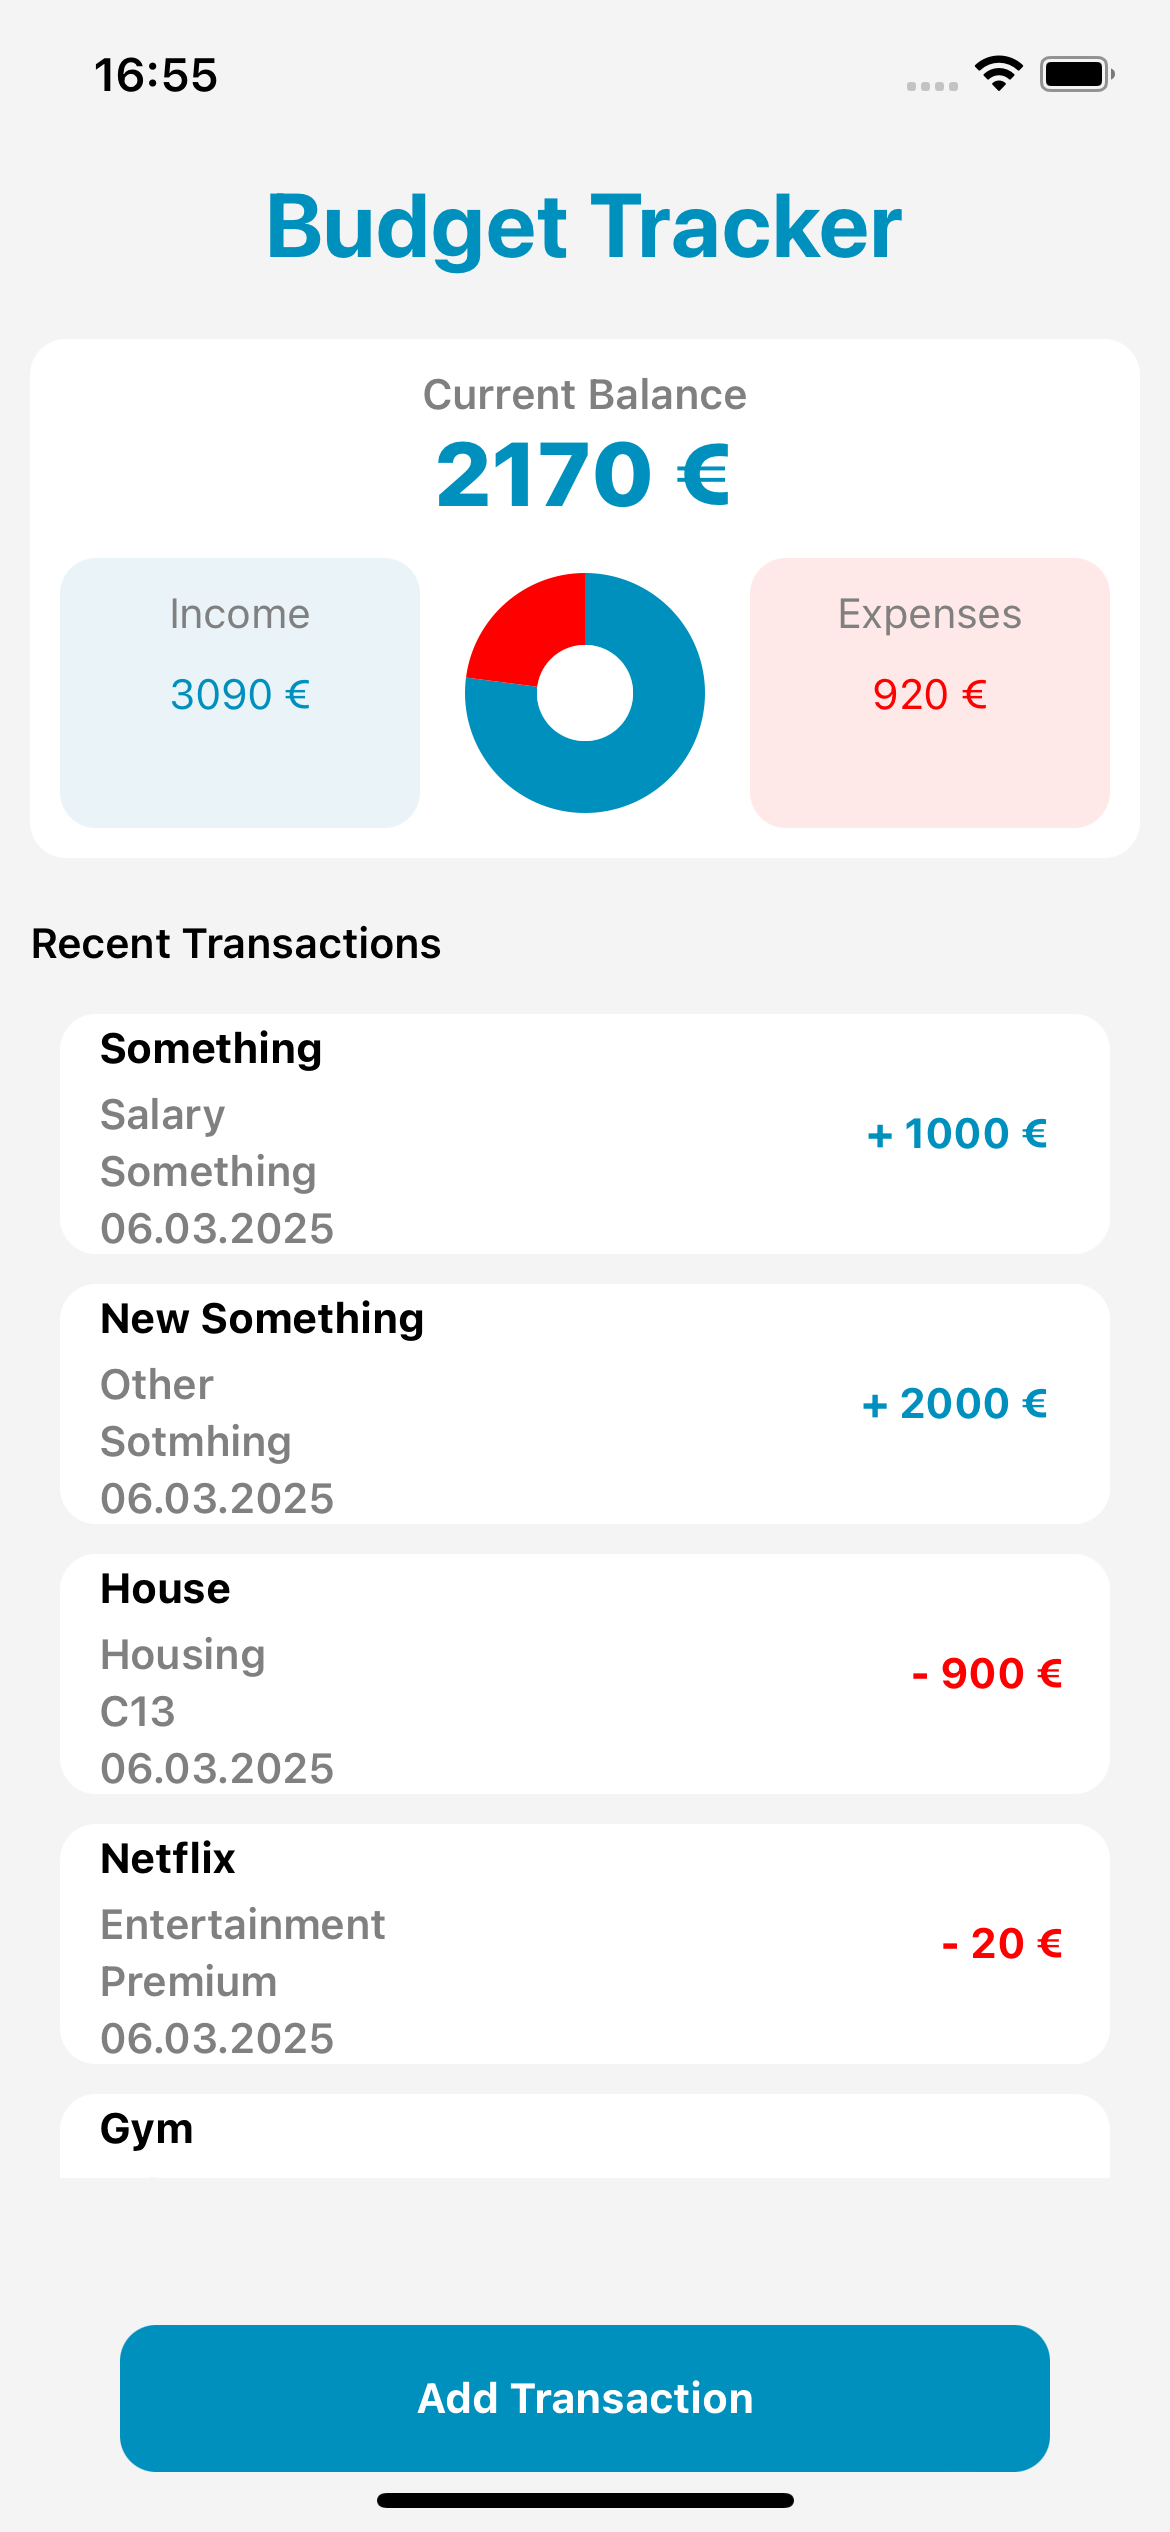 16:55
Budget Tracker
Current Balance
2170 €
Income
3090 €
Expenses
920 €
Recent Transactions
Something
Salary
Something
06.03.2025
+ 1000 €
New Something
Other
Sotmhing
06.03.2025
+ 2000 €
House
Housing
C13
06.03.2025
- 900 €
Netflix
Entertainment
Premium
06.03.2025
- 20 €
Gym
Add Transaction